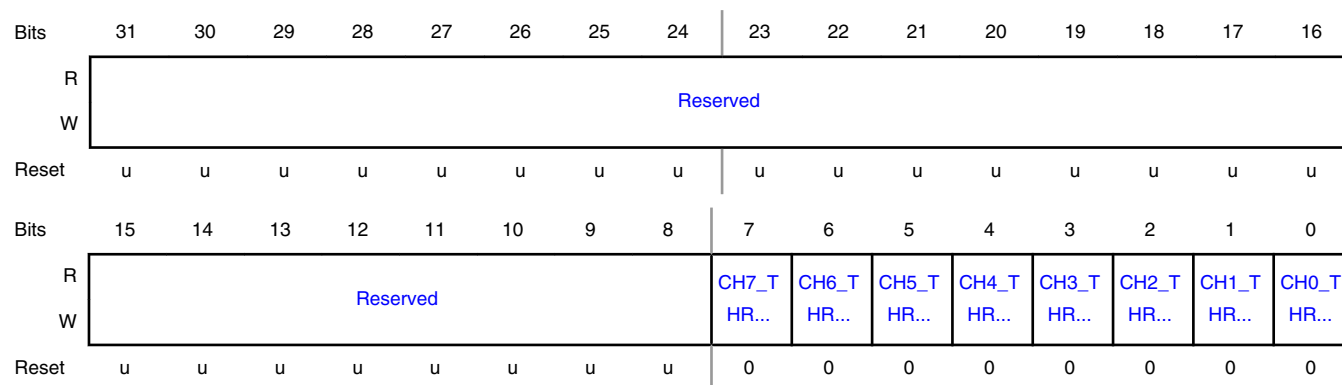 Bits 31 30 29 28 27 26 25 24 23 22 21 20 19 18 17 16
R
Reserved
W
Reset u u u u u u u u u u u u u u u u
Bits 15 14 13 12 11 10 9 8 7 6 5 4 3 2 1 0
R CH7_T CH6_T CH5_T CH4_T CH3_T CH2_T CH1_T CH0_T
Reserved
W HR... HR... HR... HR... HR... HR... HR... HR...
Reset u u u u u u u u 0 0 0 0 0 0 0 0